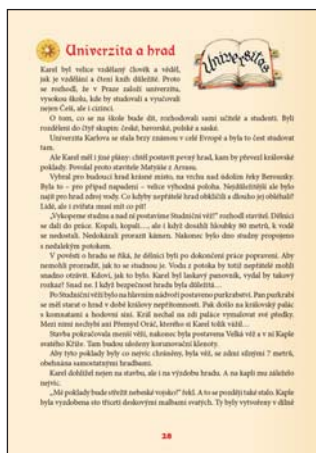 Univerzita a hrad
Universitas
Karel byl velice vzdělaný člověk a věděl,
jak je vzdělání a čtení knih důležité. Proto
se rozhodl, že v Praze založí univerzitu,
vysokou školu, kde by studovali a vyučovali
nejen Češi, ale i cizinci.
O tom, co se na škole bude dít, rozhodovali sami učitelé a studenti. Byli
rozděleni do čtyř skupin: české, bavorské, polské a saské.
Univerzita Karlova se stala brzy známou v celé Evropě a byla to čest studovat
tam.
Ale Karel měl i jiné plány: chtěl postavit pevný hrad, kam by převezl královské
poklady. Povolal proto stavitele Matyáše z Arrasu.
Vybral pro budoucí hrad krásné místo, na vrchu nad údolím řeky Berounky.
Byla to – pro případ napadení – velice výhodná poloha. Nejdůležitější ale bylo
najít pro hrad zdroj vody. Co kdyby nepřátelé hrad obklíčili a dlouho jej obléhali?
Lidé, ale i zvířata musí mít co pít!
„Vykopeme studnu a nad ní postavíme Studniční věž!“ rozhodl stavitel. Dělníci
se dali do práce. Kopali, kopali…, ale i když dosáhli hloubky 80 metrů, k vodě
se nedostali. Nedokázali prorazit kámen. Nakonec bylo dno studny propojeno
s nedalekým potokem.
V pověsti o hradu se říká, že dělníci byli po dokončení práce popraveni. Aby
nemohli prozradit, jak to se studnou je. Vodu z potoka by totiž nepřátelé mohli
snadno otrávit. Kdoví, jak to bylo. Karel byl laskavý panovník, vydal by takový
rozkaz? Snad ne. I když bezpečnost hradu byla důležitá…
Po Studniční věži bylo na hlavním nádvoří postaveno purkrabství. Pan purkrabí
se měl starat o hrad v době královy nepřítomnosti. Pak došlo na královský palác
s komnatami a hodovní síní. Král nechal na zdi paláce vymalovat své předky.
Mezi nimi nechyběl ani Přemysl Oráč, kterého si Karel tolik vážil…
Stavba pokračovala menší věží, nakonec byla postavena Velká věž a v ní Kaple
svatého Kříže. Tam budou uloženy korunovační klenoty.
Aby tyto poklady byly co nejvíc chráněny, byla věž, se zdmi silnými 7 metrů,
obehnána samostatnými hradbami.
Karel dohlížel nejen na stavbu, ale i na výzdobu hradu. A na kapli mu záleželo
nejvíc.
„Mé poklady bude střežit nebeské vojsko!“ řekl. A to se později také stalo. Kaple
byla vyzdobena sto třiceti deskovými malbami svatých. Ty byly vytvořeny v dílně
28